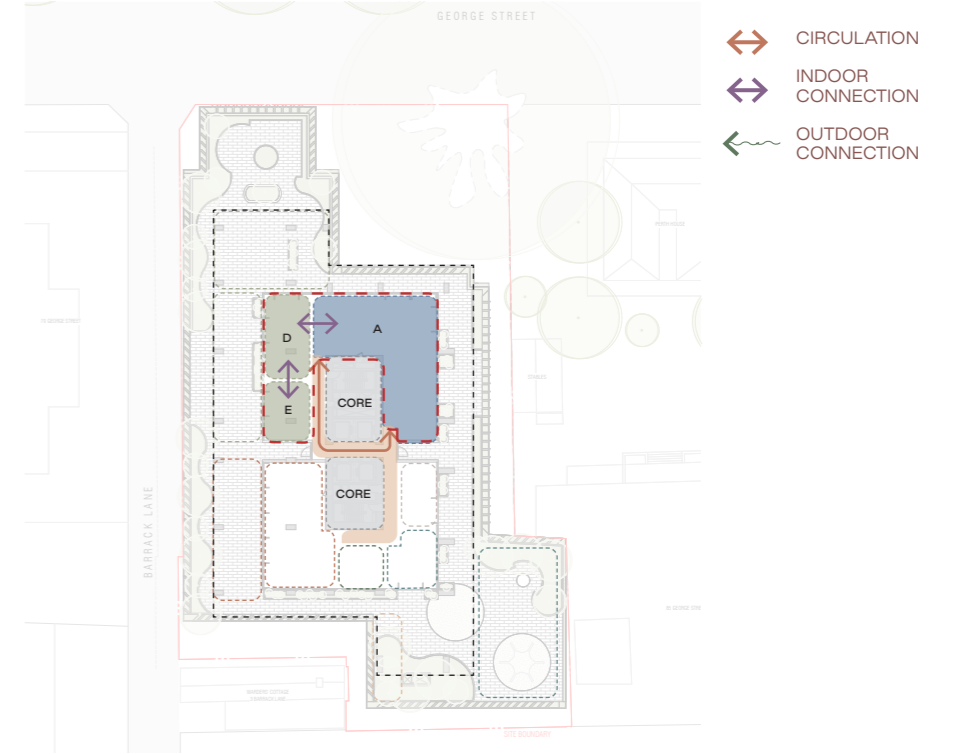 GEORGE STREET
CIRCULATION
INDOOR
CONNECTION
OUTDOOR
CONNECTION
D
A
E
CORE
CORE
STABLES
BARRACK LANE
SITE BOUNDARY